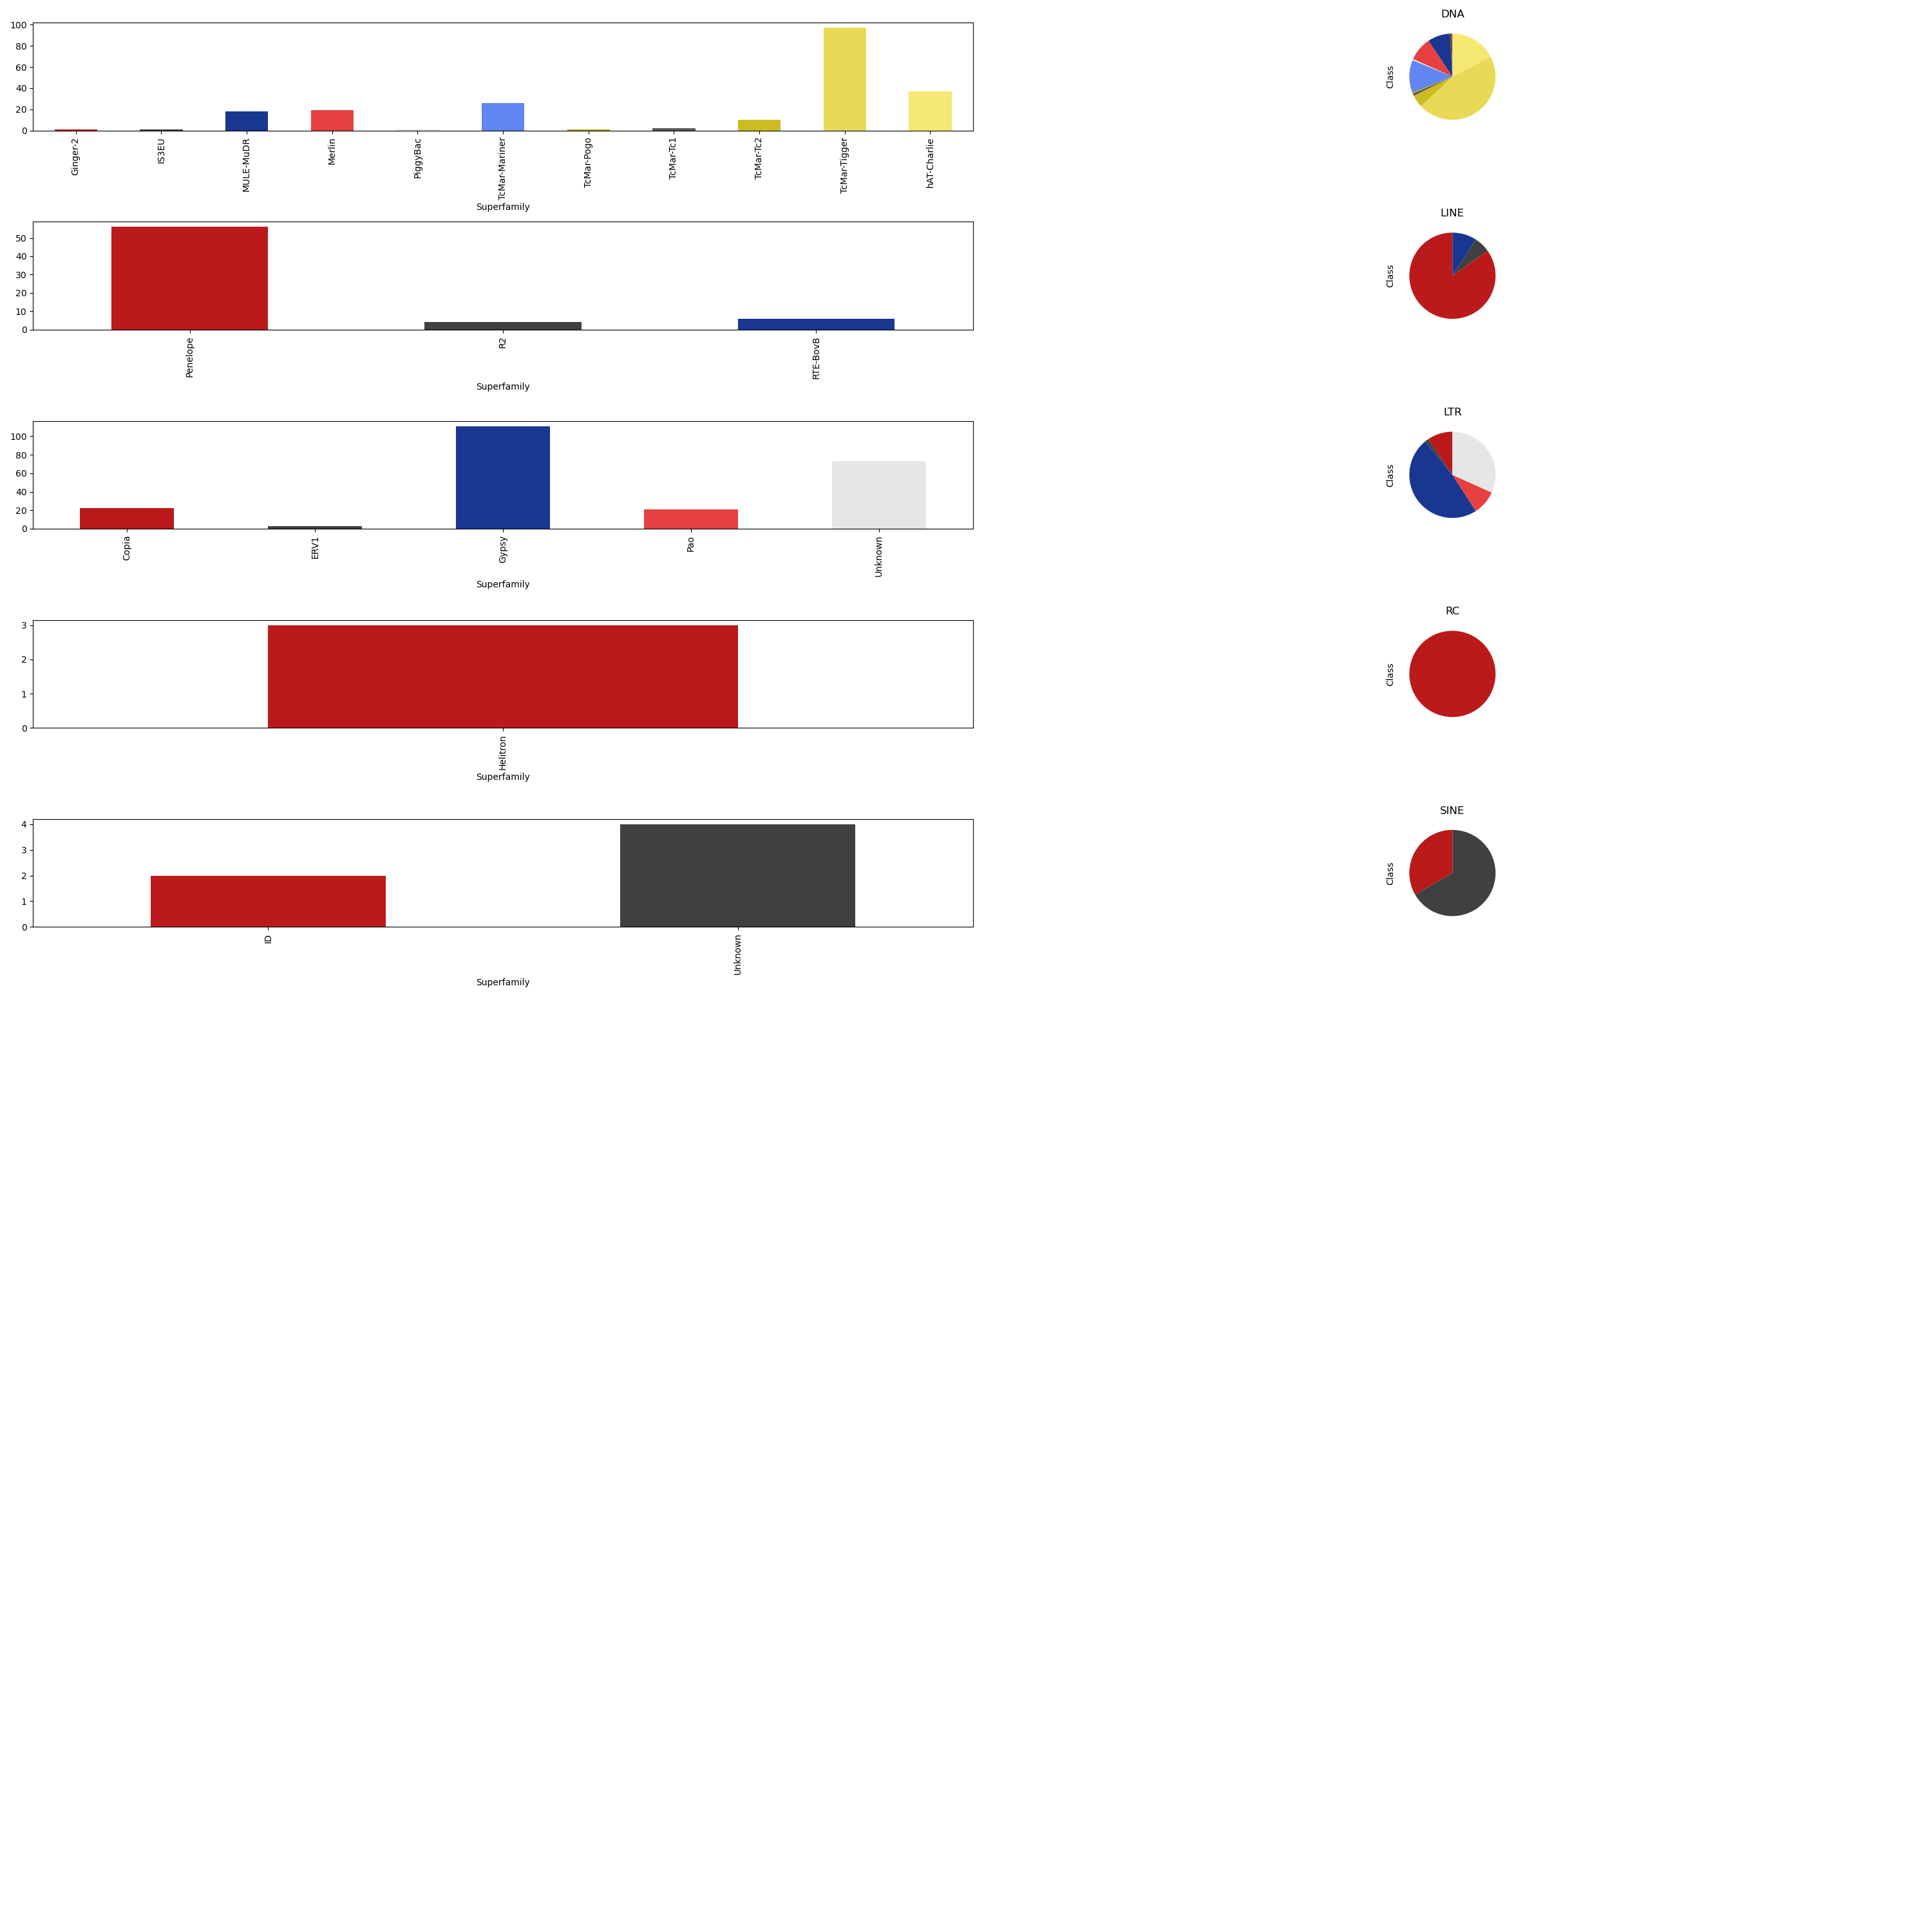 DNA
100
80
60
40
20
0
Class
Ginger-2
IS3EU
MULE-MuDR
Merlin
PiggyBac
TcMar-Mariner
TcMar-Pogo
TcMar-Tc1
TcMar-Tc2
TcMar-Tigger
hAT-Charlie
Superfamily
LINE
50
40
30
20
10
0
Class
Penelope
R2
RTE-BovB
Superfamily
LTR
100
80
60
40
20
0
Class
Copia
ERV1
Gypsy
Pao
Unknown
Superfamily
RC
3
2
1
0
Class
Helitron
Superfamily
SINE
4
3
2
1
0
Class
ID
Unknown
Superfamily